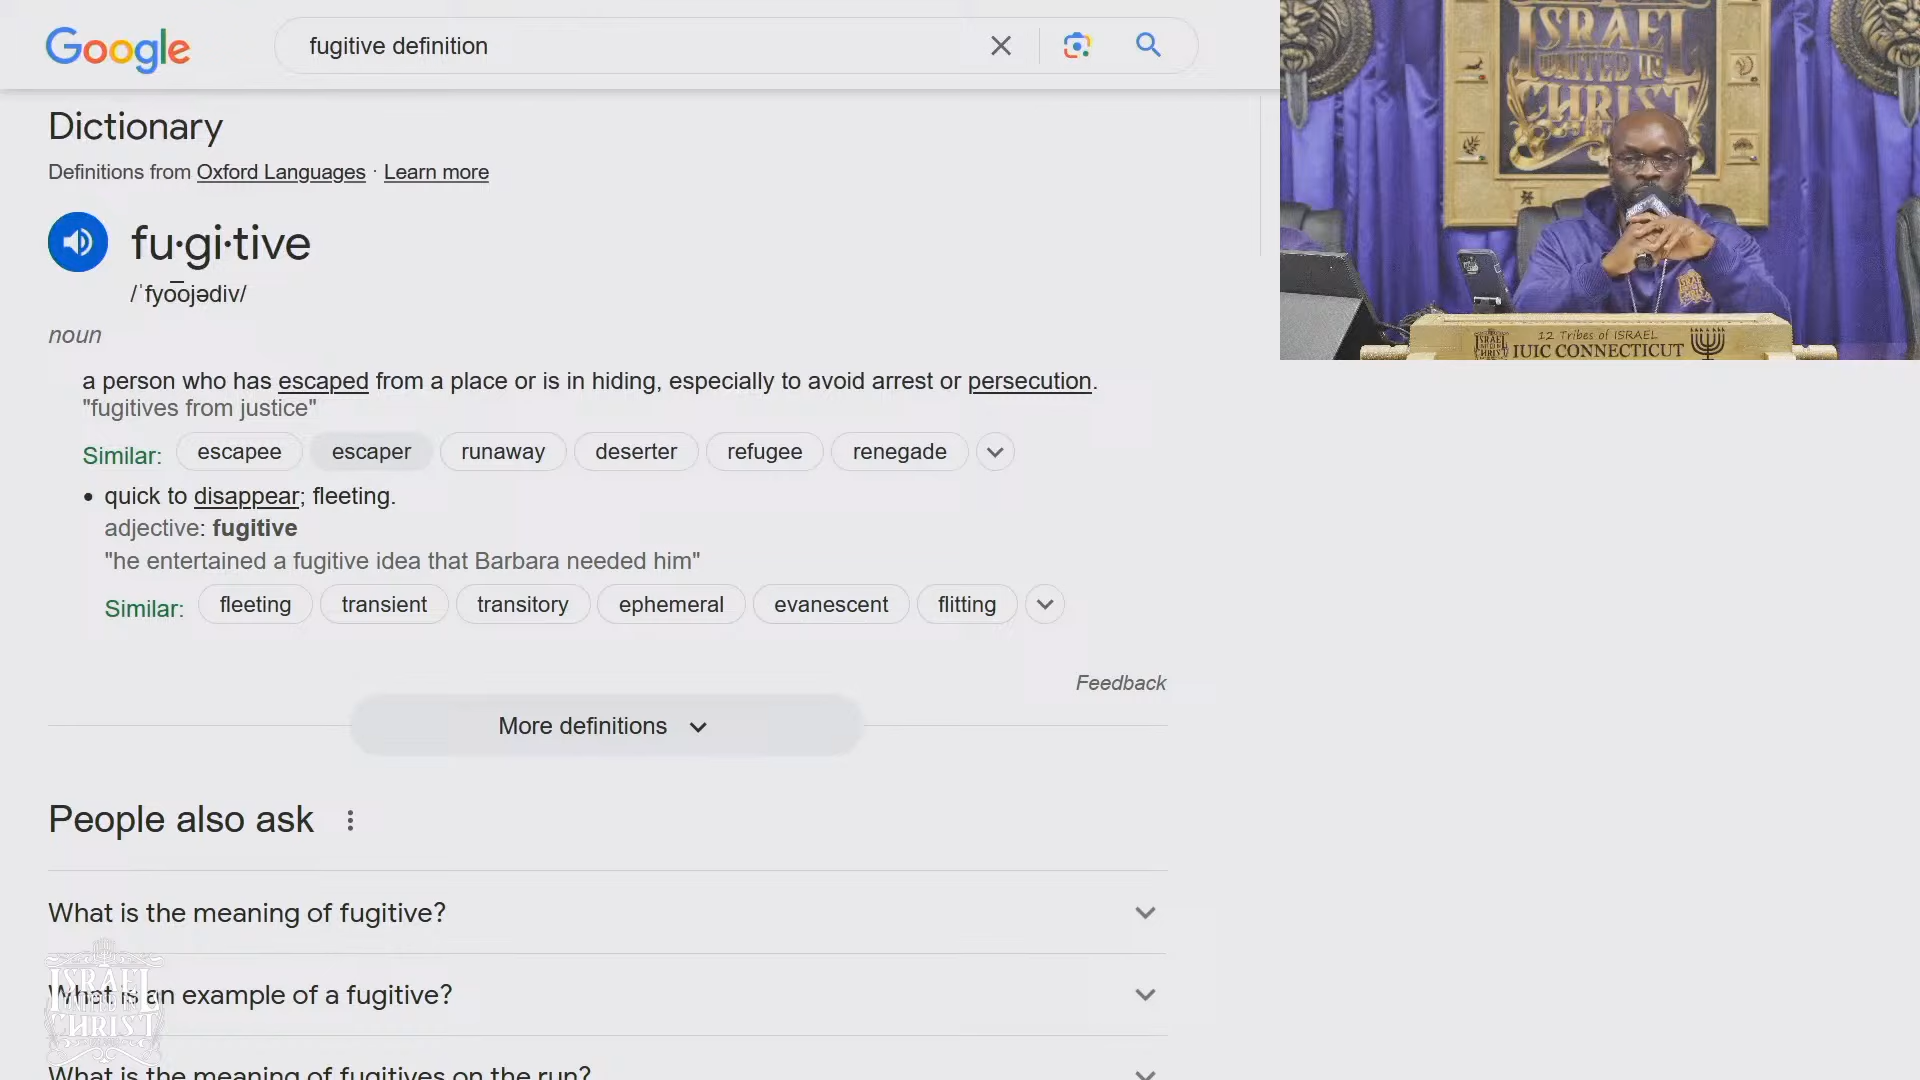 Google
fugitive definition
Dictionary
Definitions from Oxford Languages · Learn more
fu·gi·tive
/ˈfyo͞ojədiv/
noun
a person who has escaped from a place or is in hiding, especially to avoid arrest or persecution.
"fugitives from justice"
Similar: escapee escaper runaway deserter refugee renegade
• quick to disappear; fleeting.
adjective: fugitive
"he entertained a fugitive idea that Barbara needed him"
Similar: fleeting transient transitory ephemeral evanescent flitting
Feedback
More definitions
People also ask
What is the meaning of fugitive?
What is an example of a fugitive?
What is the meaning of fugitives on the run?
ISRAEL
UNITED IN
CHRIST
12 Tribes of ISRAEL
IUIC CONNECTICUT
ISRAEL
UNITED IN
CHRIST